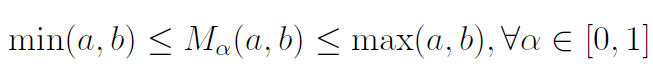 min(a, b) ≤ M_α(a, b) ≤ max(a, b), ∀α ∈ [0, 1]